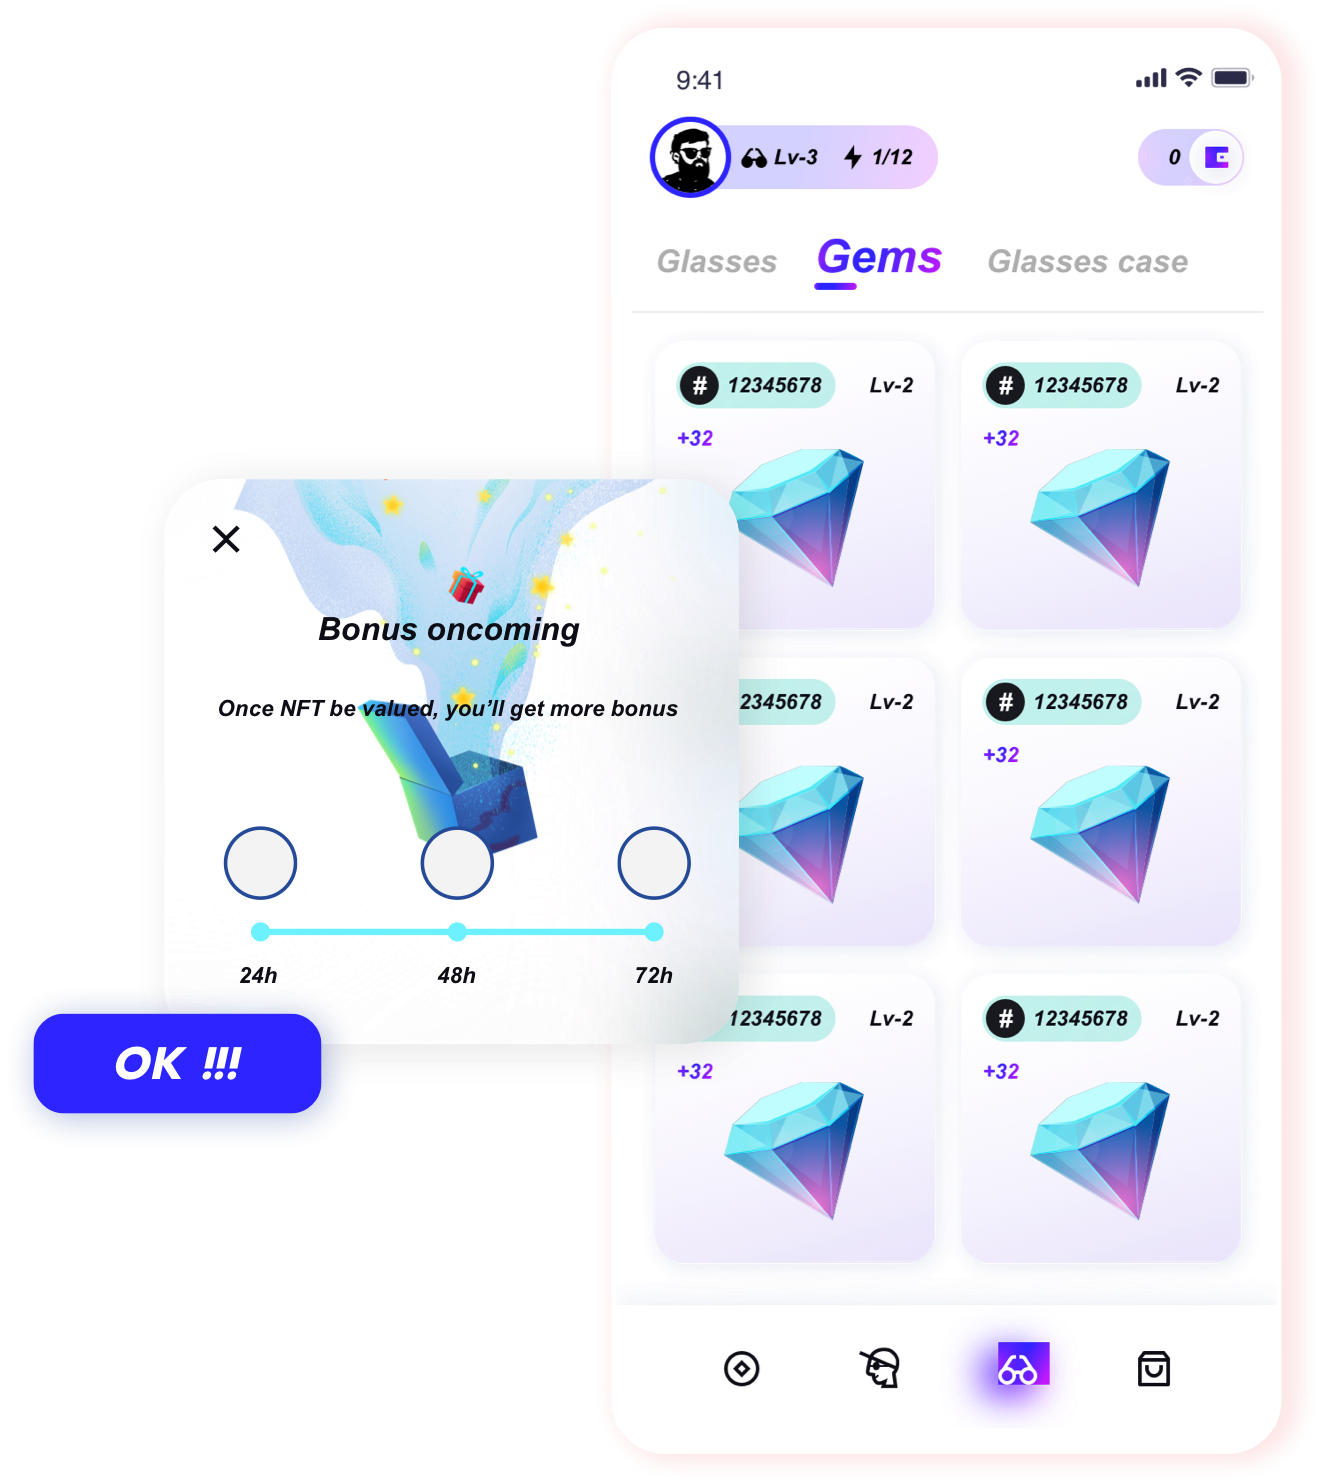 9:41
Lv-3 1/12
0
Glasses Gems Glasses case
# 12345678 Lv-2
+32
# 12345678 Lv-2
+32
2345678 Lv-2
# 12345678 Lv-2
+32
12345678 Lv-2
+32
# 12345678 Lv-2
+32
Bonus oncoming
Once NFT be valued, you’ll get more bonus
24h 48h 72h
OK !!!